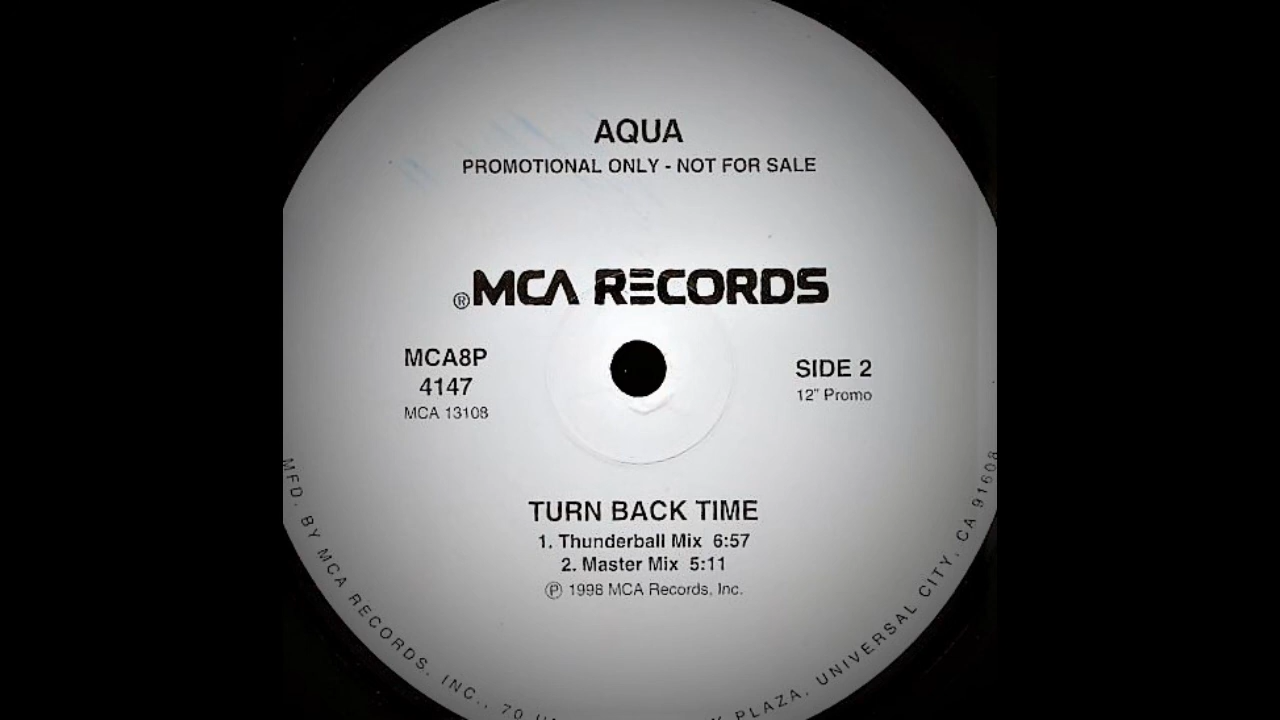 AQUA
PROMOTIONAL ONLY - NOT FOR SALE
®MCA RECORDS
MCA8P
4147
MCA 13108
SIDE 2
12" Promo
TURN BACK TIME
1. Thunderball Mix 6:57
2. Master Mix 5:11
℗ 1998 MCA Records, Inc.
MFD. BY MCA RECORDS, INC., 70 PLAZA, UNIVERSAL CITY, CA 91608